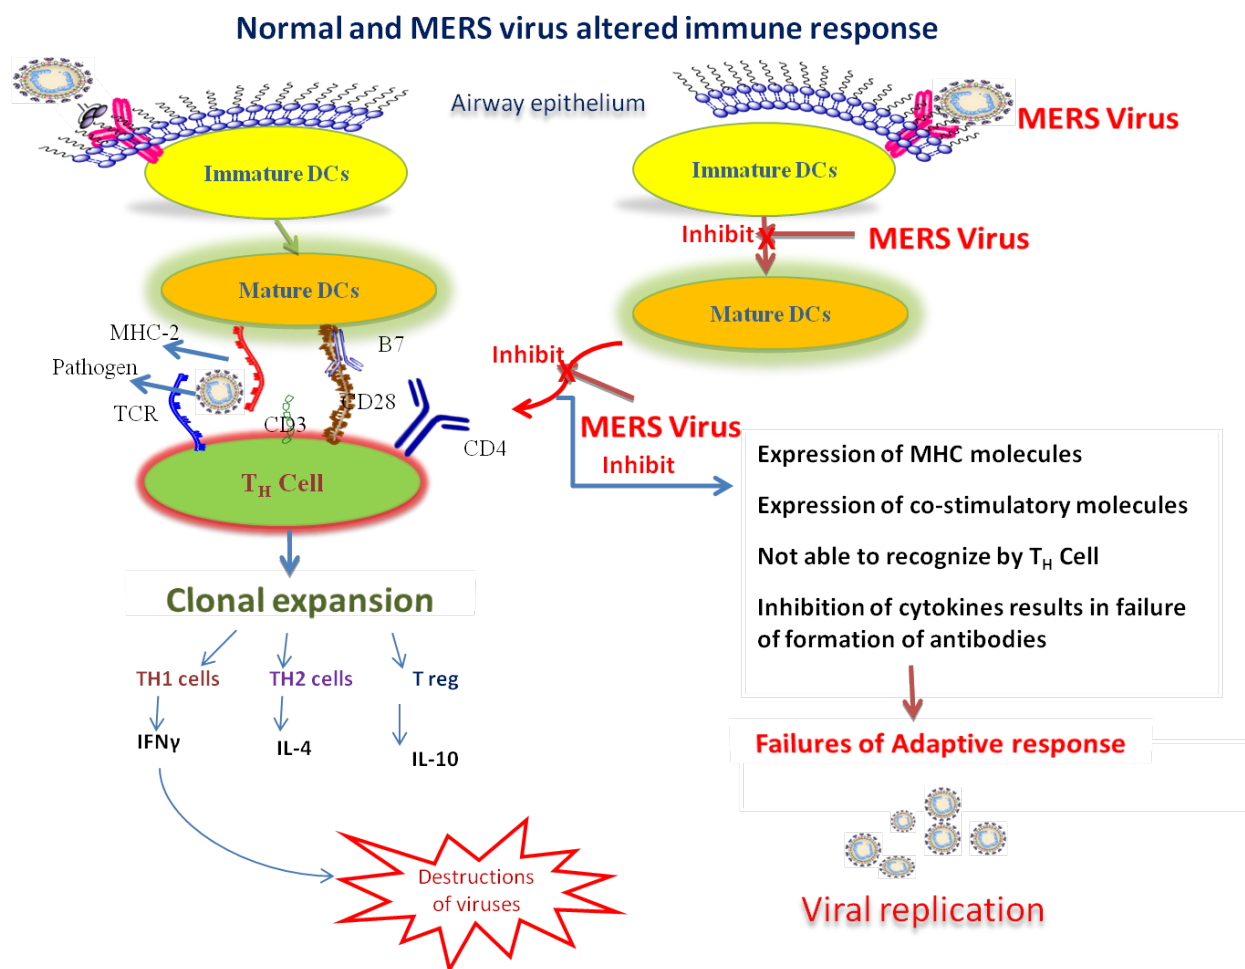 Normal and MERS virus altered immune response
Airway epithelium
MERS Virus
Immature DCs
Immature DCs
Inhibit
X
MERS Virus
Mature DCs
Mature DCs
MHC-2
B7
Pathogen
TCR
CD3
CD28
CD4
Inhibit
X
MERS Virus
Inhibit
TH Cell
Expression of MHC molecules
Expression of co-stimulatory molecules
Not able to recognize by TH Cell
Inhibition of cytokines results in failure
of formation of antibodies
Clonal expansion
TH1 cells
TH2 cells
T reg
IFNγ
IL-4
IL-10
Failures of Adaptive response
Destructions
of viruses
Viral replication